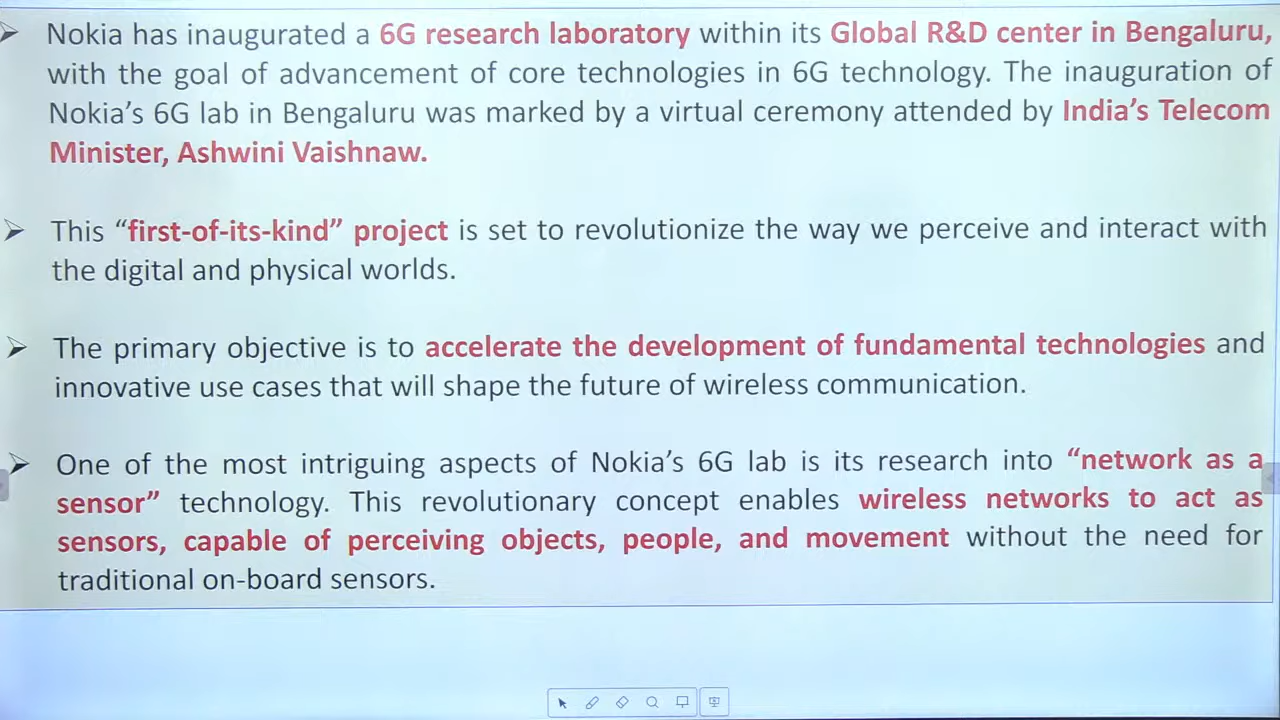 Nokia has inaugurated a 6G research laboratory within its Global R&D center in Bengaluru,
with the goal of advancement of core technologies in 6G technology. The inauguration of
Nokia's 6G lab in Bengaluru was marked by a virtual ceremony attended by India's Telecom
Minister, Ashwini Vaishnaw.
This “first-of-its-kind” project is set to revolutionize the way we perceive and interact with
the digital and physical worlds.
The primary objective is to accelerate the development of fundamental technologies and
innovative use cases that will shape the future of wireless communication.
One of the most intriguing aspects of Nokia's 6G lab is its research into “network as a
sensor” technology. This revolutionary concept enables wireless networks to act as
sensors, capable of perceiving objects, people, and movement without the need for
traditional on-board sensors.